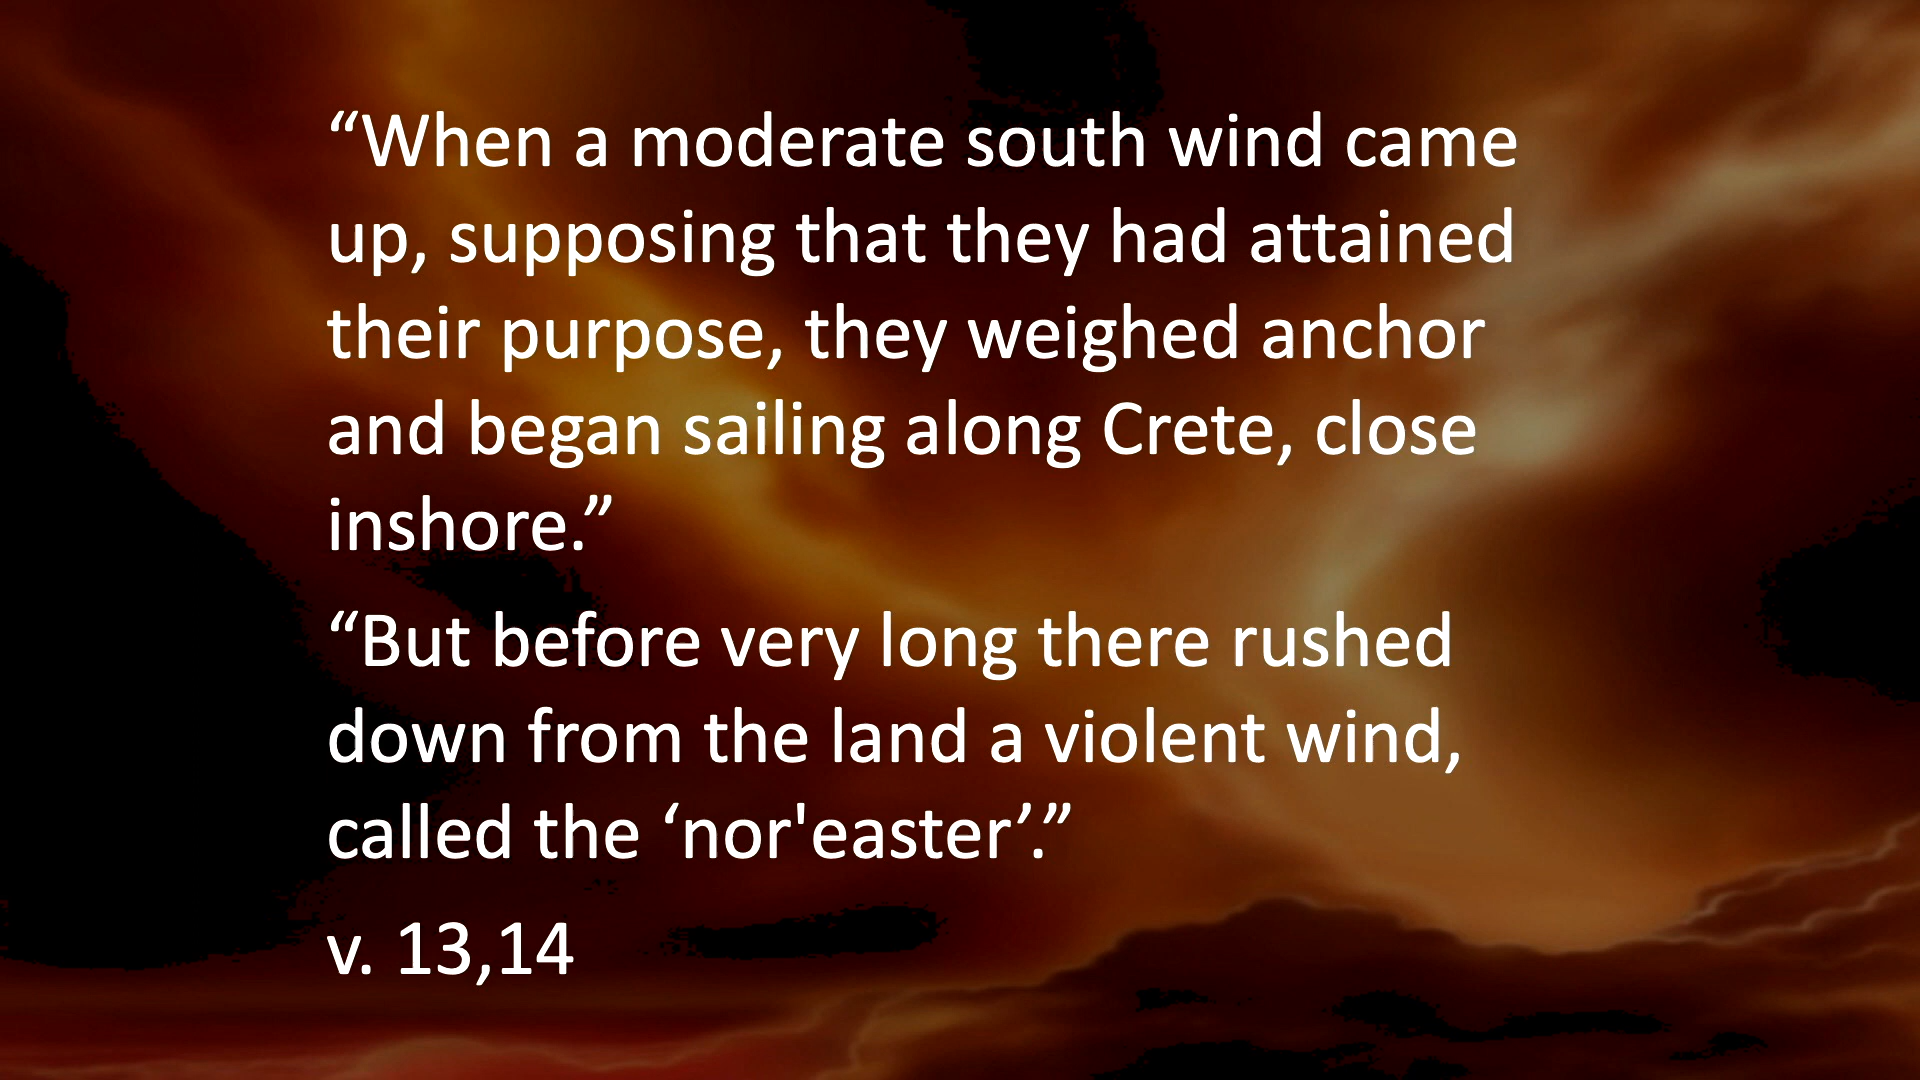 “When a moderate south wind came
up, supposing that they had attained
their purpose, they weighed anchor
and began sailing along Crete, close
inshore.”
“But before very long there rushed
down from the land a violent wind,
called the ‘nor'easter’.”
v. 13,14